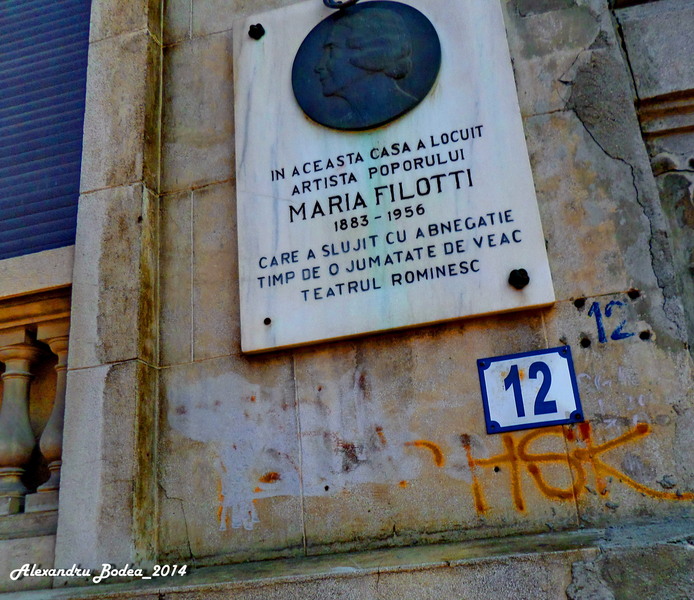 IN ACEASTA CASA A LOCUIT
ARTISTA POPORULUI
MARIA FILOTTI
1883 - 1956
CARE A SLUJIT CU ABNEGATIE
TIMP DE O JUMATATE DE VEAC
TEATRUL ROMINESC
12
12
HSK
Alexandru Bodea_2014